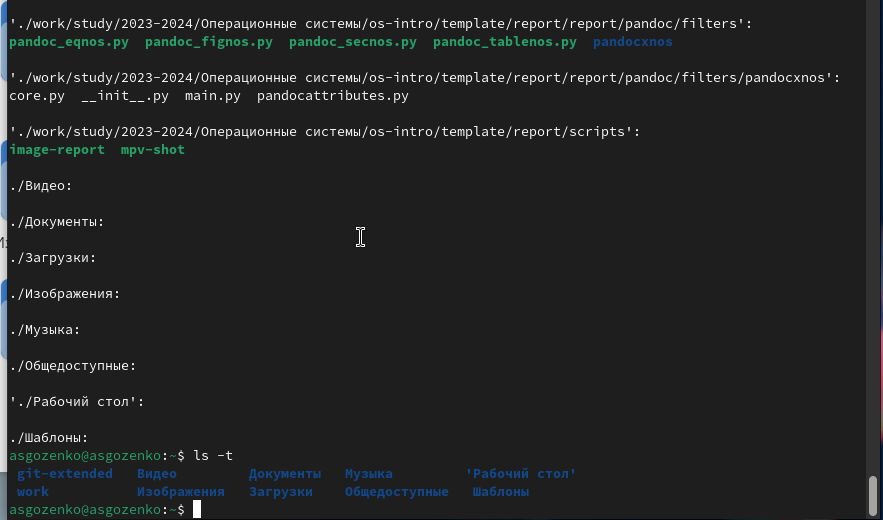 './work/study/2023-2024/Операционные системы/os-intro/template/report/report/pandoc/filters':
pandoc_eqnos.py  pandoc_fignos.py  pandoc_secnos.py  pandoc_tablenos.py  pandocxnos
'./work/study/2023-2024/Операционные системы/os-intro/template/report/report/pandoc/filters/pandocxnos':
core.py  __init__.py  main.py  pandocattributes.py
'./work/study/2023-2024/Операционные системы/os-intro/template/report/scripts':
image-report  mpv-shot
./Видео:
./Документы:
./Загрузки:
./Изображения:
./Музыка:
./Общедоступные:
'./Рабочий стол':
./Шаблоны:
asgozenko@asgozenko:~$ ls -t
git-extended   Видео         Документы   Музыка         'Рабочий стол'
work           Изображения   Загрузки    Общедоступные   Шаблоны
asgozenko@asgozenko:~$